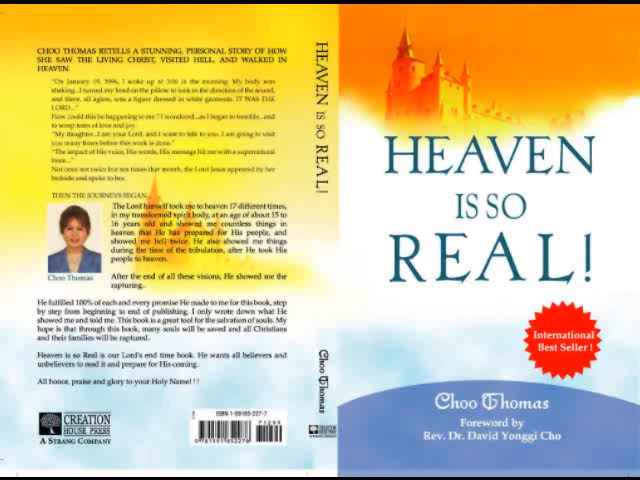 CHOO THOMAS RETELLS A STUNNING, PERSONAL STORY OF HOW
SHE SAW THE LIVING CHRIST, VISITED HELL, AND WALKED IN
HEAVEN.
"On January 19, 1996, I woke up at 3:00 in the morning. My body was
shaking. I turned my head on the pillow to look in the direction of the sound,
and there, all aglow, was a figure dressed in white garments. IT WAS THE
LORD..."
How could this be happening to me? I wondered...as I began to tremble...and
to weep tears of love and joy.
"My daughter...I am your Lord, and I want to talk to you. I am going to visit
you many times before this work is done."
"The impact of His voice, His words, His message hit me with a supernatural
force..."
Not once not twice but ten times that month, the Lord Jesus appeared by her
bedside and spoke to her.
THEN THE JOURNEYS BEGAN...
The Lord himself took me to heaven 17 different times,
in my transformed spirit body, at an age of about 15 to
16 years old and showed me countless things in
heaven that He has prepared for His people, and
showed me hell twice. He also showed me things
during the time of the tribulation, after He took His
people to heaven.
After the end of all these visions, He showed me the
rapturing..
Choo Thomas
He fulfilled 100% of each and every promise He made to me for this book, step
by step from beginning to end of publishing. I only wrote down what He
showed me and told me. This book is a great tool for the salvation of souls. My
hope is that through this book, many souls will be saved and all Christians
and their families will be raptured.
Heaven is so Real is our Lord's end time book. He wants all believers and
unbelievers to read it and prepare for His coming.
All honor, praise and glory to your Holy Name! ! !
CREATION
HOUSE PRESS
A STRANG COMPANY
ISBN 1-59185-227-7
71299
9 781591 852278
HEAVEN IS SO REAL!
Choo Thomas
CREATION
HOUSE PRESS
HEAVEN
IS SO
REAL!
International
Best Seller !
Choo Thomas
Foreword by
Rev. Dr. David Yonggi Cho